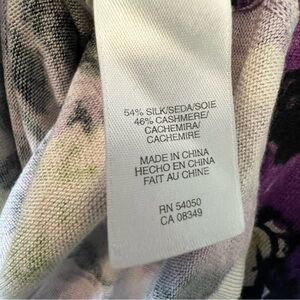 54% SILK/SEDA/SOIE
46% CASHMERE/
CACHEMIRA/
CACHEMIRE
MADE IN CHINA
HECHO EN CHINA
FAIT AU CHINE
RN 54050
CA 08349